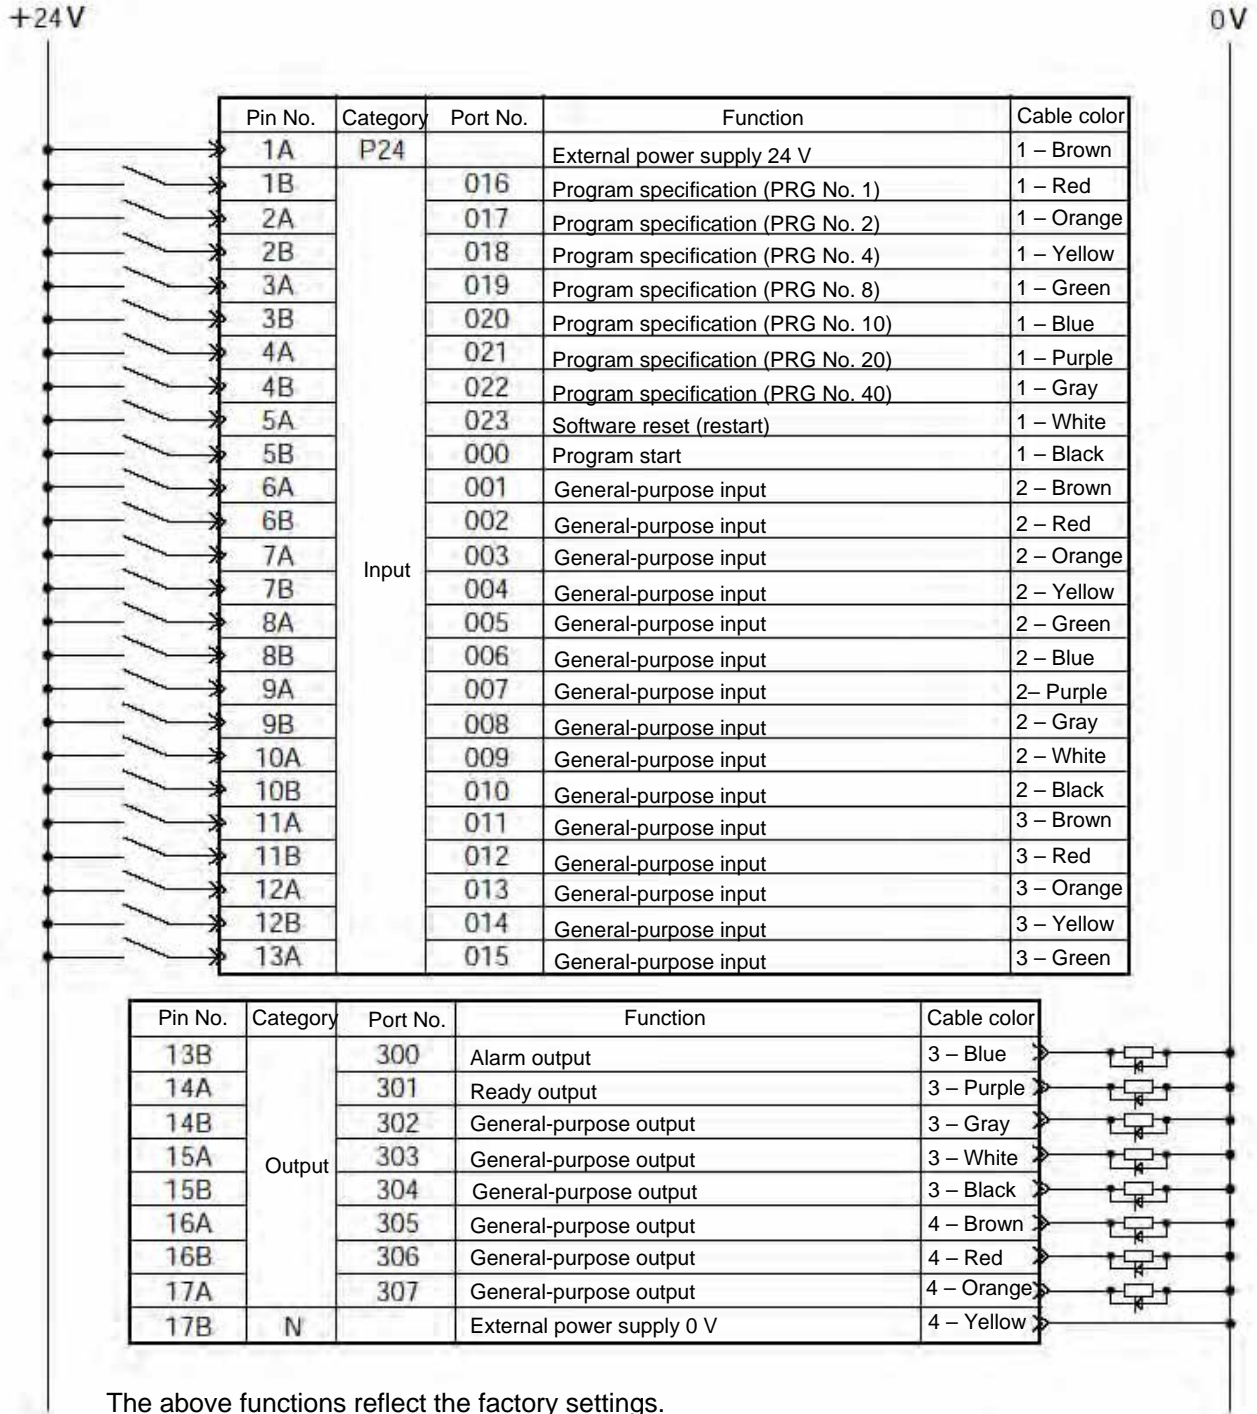 +24V 0V
Pin No. Category Port No. Function Cable color
1A P24 External power supply 24 V 1 – Brown
1B 016 Program specification (PRG No. 1) 1 – Red
2A 017 Program specification (PRG No. 2) 1 – Orange
2B 018 Program specification (PRG No. 4) 1 – Yellow
3A 019 Program specification (PRG No. 8) 1 – Green
3B 020 Program specification (PRG No. 10) 1 – Blue
4A 021 Program specification (PRG No. 20) 1 – Purple
4B 022 Program specification (PRG No. 40) 1 – Gray
5A 023 Software reset (restart) 1 – White
5B 000 Program start 1 – Black
6A 001 General-purpose input 2 – Brown
6B 002 General-purpose input 2 – Red
7A Input 003 General-purpose input 2 – Orange
7B 004 General-purpose input 2 – Yellow
8A 005 General-purpose input 2 – Green
8B 006 General-purpose input 2 – Blue
9A 007 General-purpose input 2– Purple
9B 008 General-purpose input 2 – Gray
10A 009 General-purpose input 2 – White
10B 010 General-purpose input 2 – Black
11A 011 General-purpose input 3 – Brown
11B 012 General-purpose input 3 – Red
12A 013 General-purpose input 3 – Orange
12B 014 General-purpose input 3 – Yellow
13A 015 General-purpose input 3 – Green
Pin No. Category Port No. Function Cable color
13B 300 Alarm output 3 – Blue
14A 301 Ready output 3 – Purple
14B 302 General-purpose output 3 – Gray
15A Output 303 General-purpose output 3 – White
15B 304 General-purpose output 3 – Black
16A 305 General-purpose output 4 – Brown
16B 306 General-purpose output 4 – Red
17A 307 General-purpose output 4 – Orange
17B N External power supply 0 V 4 – Yellow
The above functions reflect the factory settings.